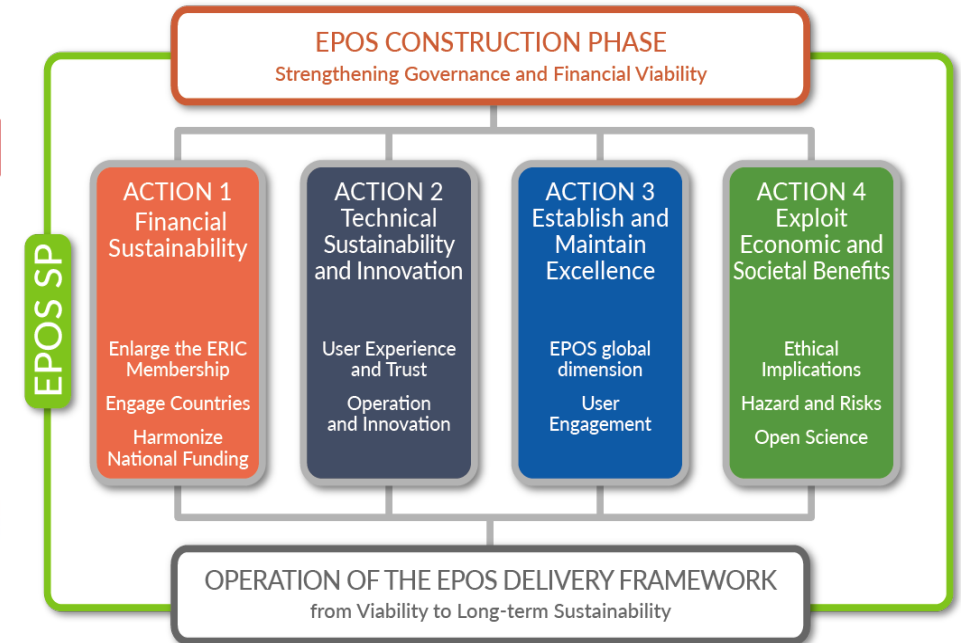 EPOS CONSTRUCTION PHASE
Strengthening Governance and Financial Viability
EPOS SP
ACTION 1
Financial
Sustainability
Enlarge the ERIC
Membership
Engage Countries
Harmonize
National Funding
ACTION 2
Technical
Sustainability
and Innovation
User Experience
and Trust
Operation
and Innovation
ACTION 3
Establish and
Maintain
Excellence
EPOS global
dimension
User
Engagement
ACTION 4
Exploit
Economic and
Societal Benefits
Ethical
Implications
Hazard and Risks
Open Science
OPERATION OF THE EPOS DELIVERY FRAMEWORK
from Viability to Long-term Sustainability